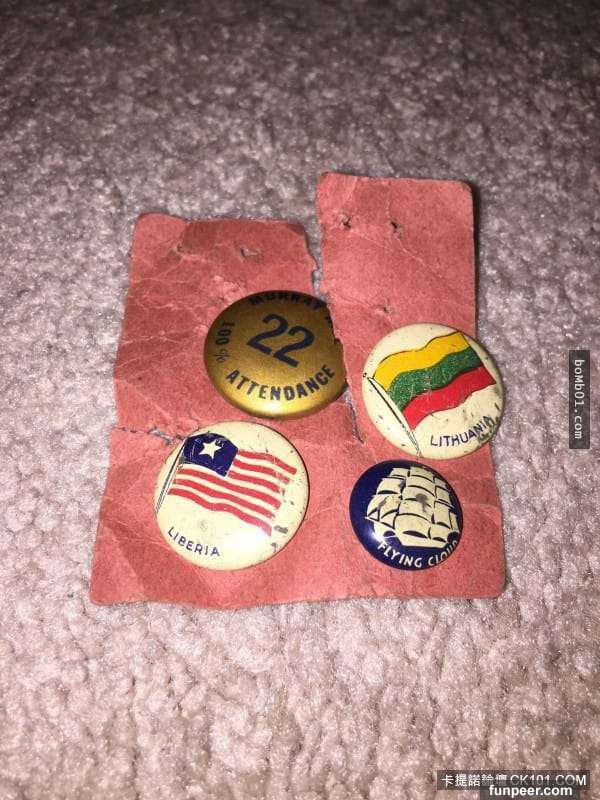 MURRAY
22
100 %
ATTENDANCE
LITHUANIA
LIBERIA
FLYING CLOUD
bomb01.com
卡提諾論壇 CK101.COM
funpeer.com